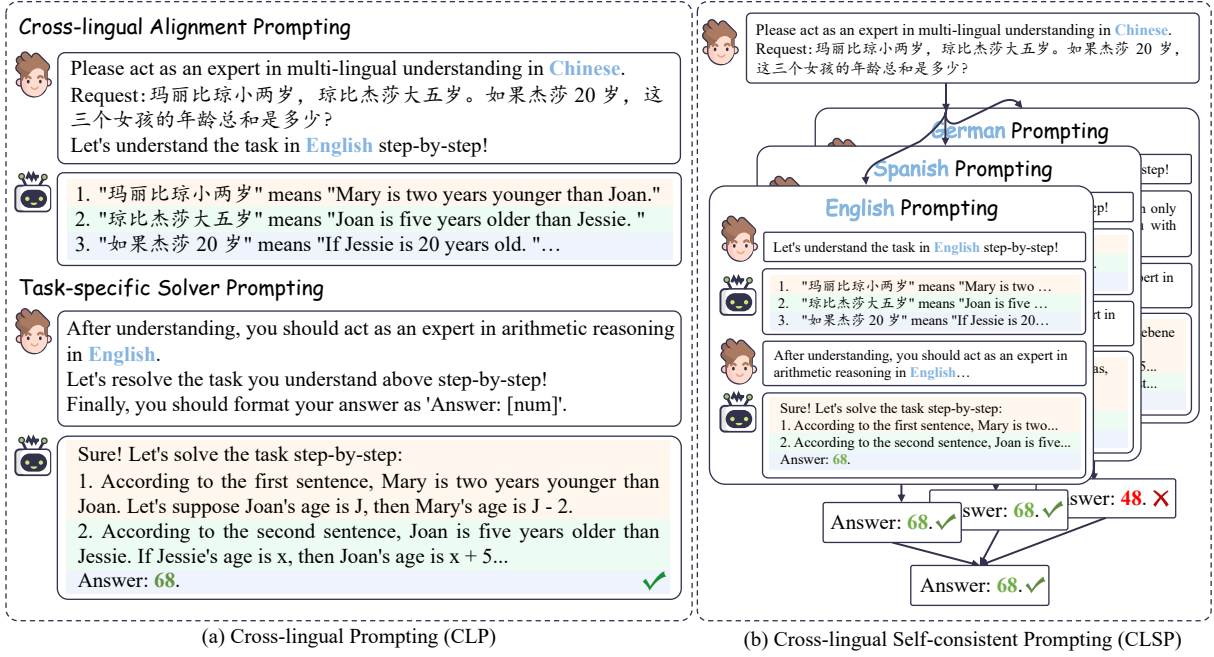 Cross-lingual Alignment Prompting
Please act as an expert in multi-lingual understanding in Chinese.
Request:玛丽比琼小两岁，琼比杰莎大五岁。如果杰莎 20 岁，这
三个女孩的年龄总和是多少?
Let's understand the task in English step-by-step!
1. "玛丽比琼小两岁" means "Mary is two years younger than Joan."
2. "琼比杰莎大五岁" means "Joan is five years older than Jessie. "
3. "如果杰莎 20 岁" means "If Jessie is 20 years old. "…
Task-specific Solver Prompting
After understanding, you should act as an expert in arithmetic reasoning
in English.
Let's resolve the task you understand above step-by-step!
Finally, you should format your answer as 'Answer: [num]'.
Sure! Let's solve the task step-by-step:
1. According to the first sentence, Mary is two years younger than
Joan. Let's suppose Joan's age is J, then Mary's age is J - 2.
2. According to the second sentence, Joan is five years older than
Jessie. If Jessie's age is x, then Joan's age is x + 5...
Answer: 68.
(a) Cross-lingual Prompting (CLP)
Please act as an expert in multi-lingual understanding in Chinese.
Request:玛丽比琼小两岁，琼比杰莎大五岁。如果杰莎 20 岁，
这三个女孩的年龄总和是多少?
German Prompting
step!
n only
with
pert in
ebene
5...
st...
Spanish Prompting
ep!
rt in
as,
English Prompting
Let's understand the task in English step-by-step!
1. "玛丽比琼小两岁" means "Mary is two …
2. "琼比杰莎大五岁" means "Joan is five …
3. "如果杰莎 20 岁" means "If Jessie is 20…
After understanding, you should act as an expert in
arithmetic reasoning in English…
Sure! Let's solve the task step-by-step:
1. According to the first sentence, Mary is two...
2. According to the second sentence, Joan is five...
Answer: 68.
Answer: 68.
swer: 68.
swer: 48.
Answer: 68.
(b) Cross-lingual Self-consistent Prompting (CLSP)